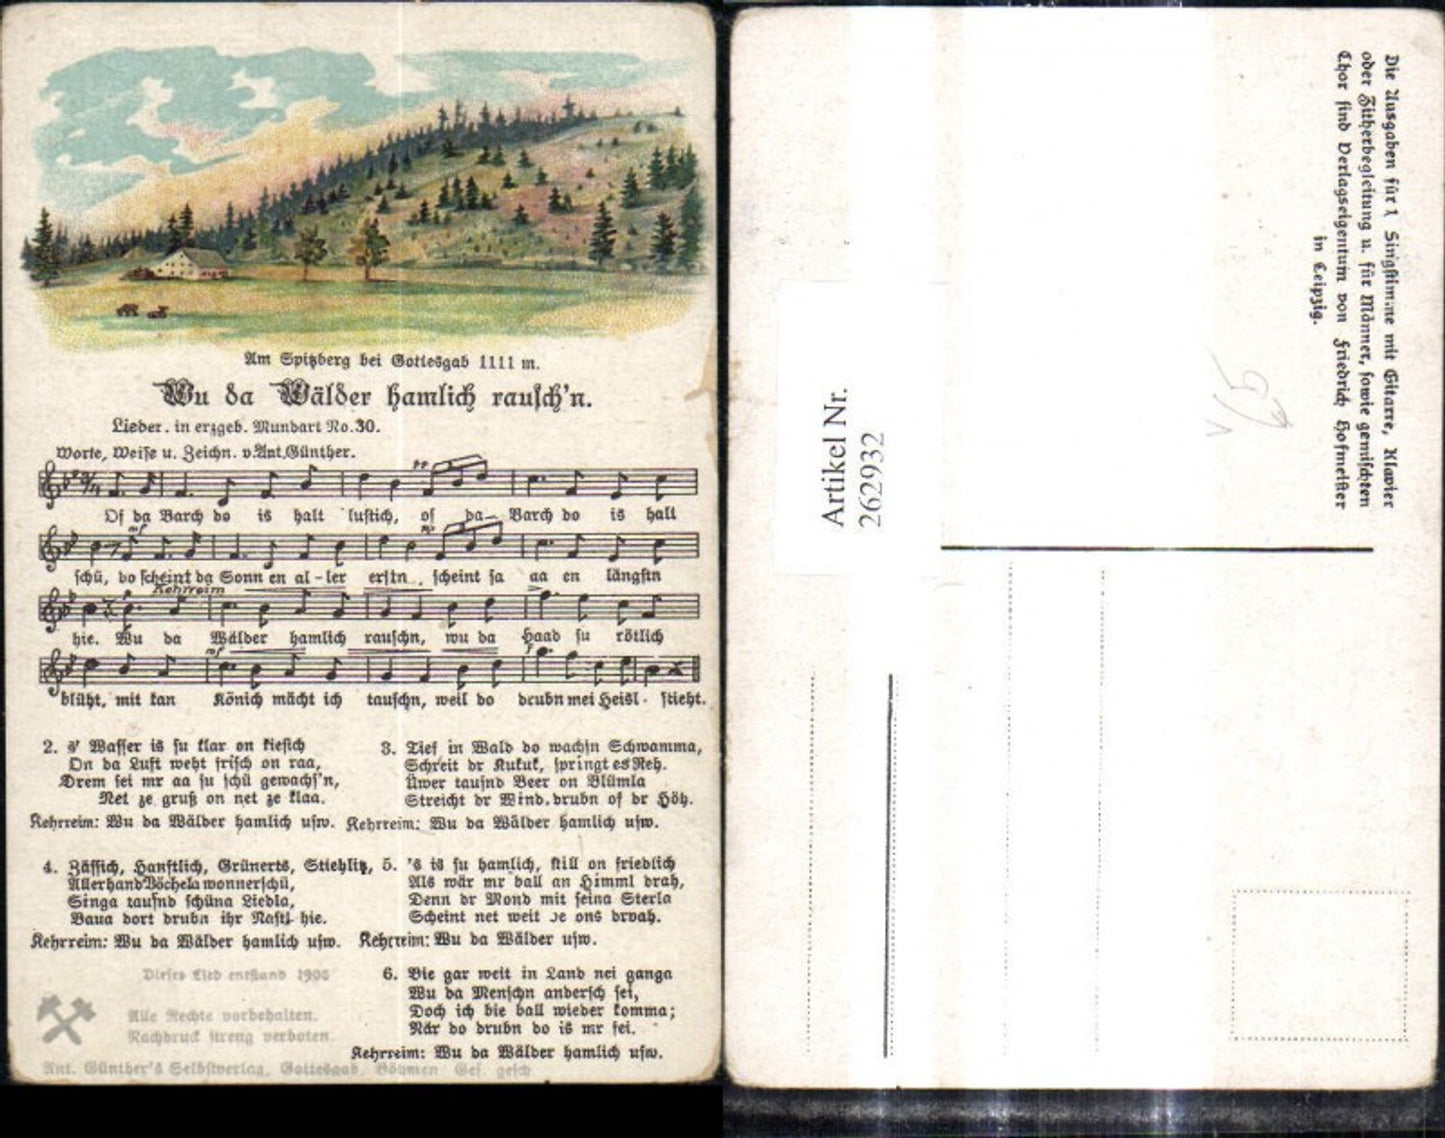 Am Spitzberg bei Gottesgab 1111 m.
Wu da Wälder hamlich rausch'n.
Lieder. in erzgeb. Mundart No.30.
Worte, Weise u. Zeichn. v. Ant. Günther.
Of da Barch do is halt lustich, of da Barch do is halt
schü, do scheint da Sonn en al-ler erstn, scheint sa aa en längstn
Kehrreim
hie. Wu da Wälder hamlich rauschn, wu da Haad su rötlich
blüht, mit kan Könich mächt ich tauschn, weil do drubn mei Heisl stieht.
2. s' Wasser is su klar on kiesich
On da Luft weht frisch on raa,
Drem sei mr aa su schü gewachs'n,
Net ze gruß on net ze klaa.
Kehrreim: Wu da Wälder hamlich usw.
3. Tief in Wald do wachsn Schwamma,
Schreit dr Kukuk, springt es Reh.
Üwer tausnd Beer on Blümla
Streicht dr Wind, drubn of dr Höh.
Kehrreim: Wu da Wälder hamlich usw.
4. Zässich, Hanftlich, Grünerts, Stiehlitz,
Allerhand Vöchela wonnerschü,
Singa tausnd schüna Liedla,
Baua dort drubn ihr Nastl hie.
Kehrreim: Wu da Wälder hamlich usw.
5. 's is su hamlich, still on friedlich
Als wär mr ball an Himml drah,
Denn dr Mond mit seina Sterla
Scheint net weit ve ons drvah.
Kehrreim: Wu da Wälder usw.
6. Bie gar weit in Land nei ganga
Wu da Menschn andersch sei,
Doch ich bie ball wieder komma;
När do drubn do is mr fei.
Kehrreim: Wu da Wälder hamlich usw.
Dieses Lied entstand 1908
Alle Rechte vorbehalten.
Nachdruck streng verboten.
Ant. Günther's Selbstverlag, Gottesgab, Böhmen Ges. gesch
Artikel Nr.
262932
Die Ausgaben für 1 Singstimme mit Gitarre, Klavier
oder Zitherbegleitung u. für Männer, sowie gemischten
Chor sind Verlagseigentum von Friedrich Hofmeister
in Leipzig.